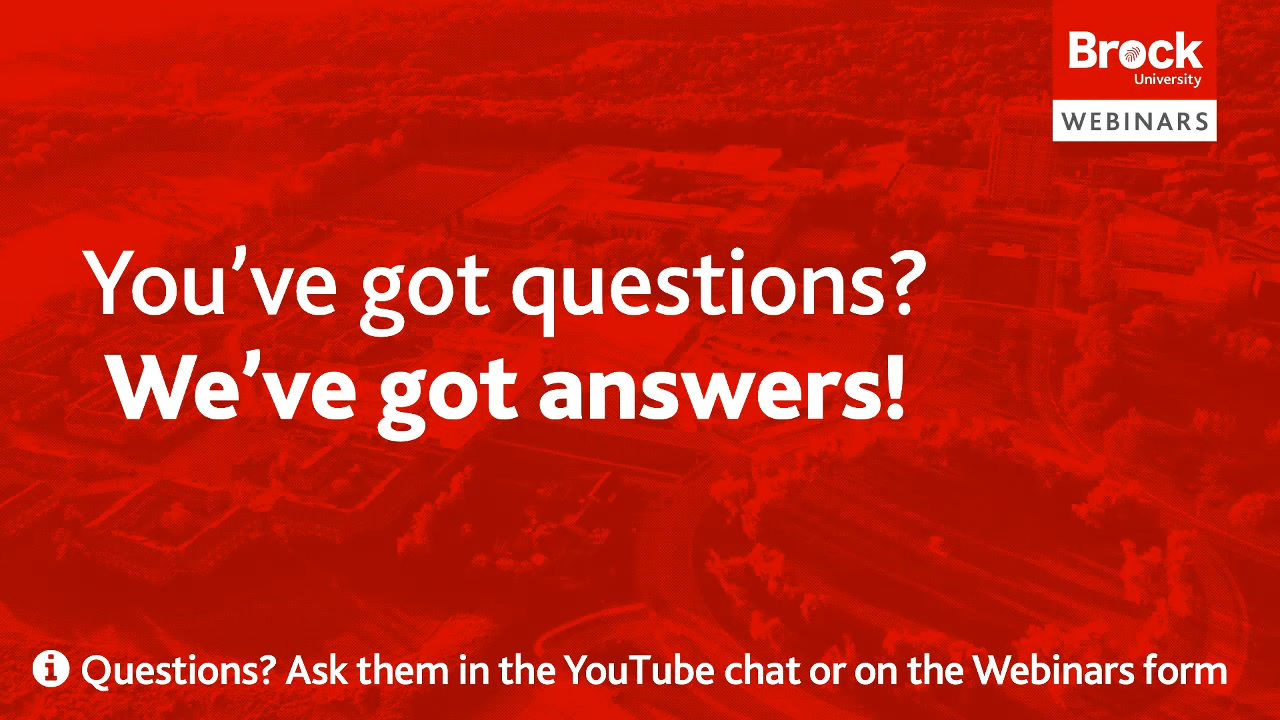 Brock
University
WEBINARS
You’ve got questions?
We’ve got answers!
Questions? Ask them in the YouTube chat or on the Webinars form